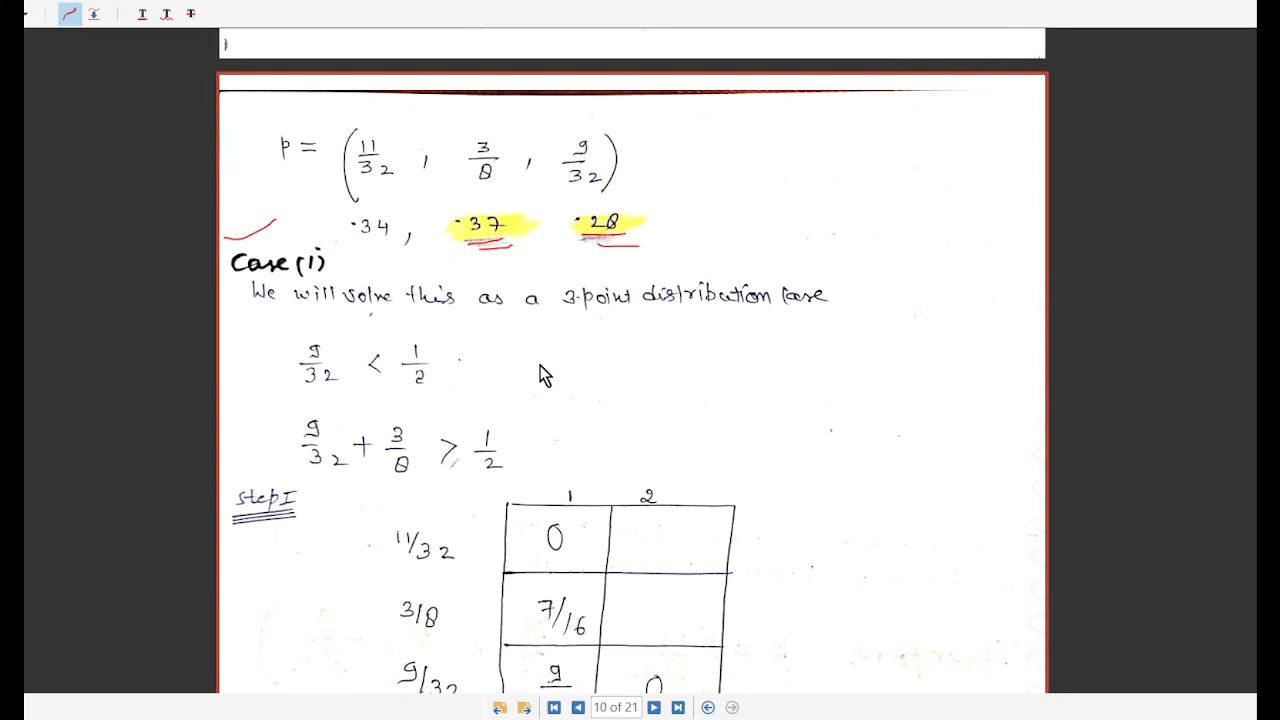 p = ( 11/32 , 3/8 , 9/32 )
.34 , .37 .28
Case (1)
We will solve this as a 3-point distribution case
9/32 < 1/2 .
9/32 + 3/8 > 1/2
Step I
1 2
11/32 0
3/8 7/16
9/32 9 0
10 of 21